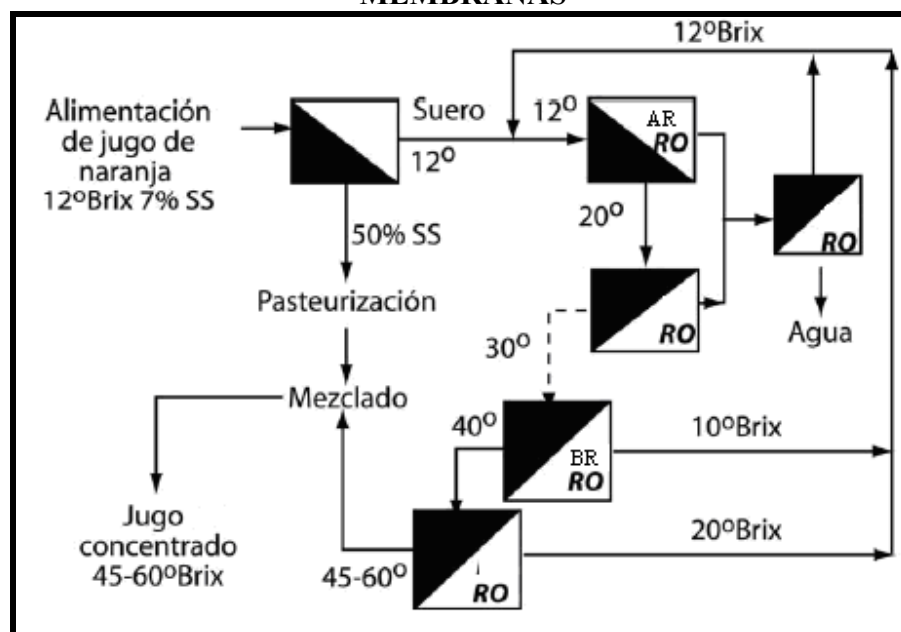 MEMBRANAS
12ºBrix
Alimentación
de jugo de
naranja
12ºBrix 7% SS
Suero
12º
12º
AR
RO
20º
50% SS
RO
Pasteurización
RO
Agua
30º
Mezclado
40º
BR
RO
10ºBrix
Jugo
concentrado
45-60ºBrix
45-60º
RO
20ºBrix